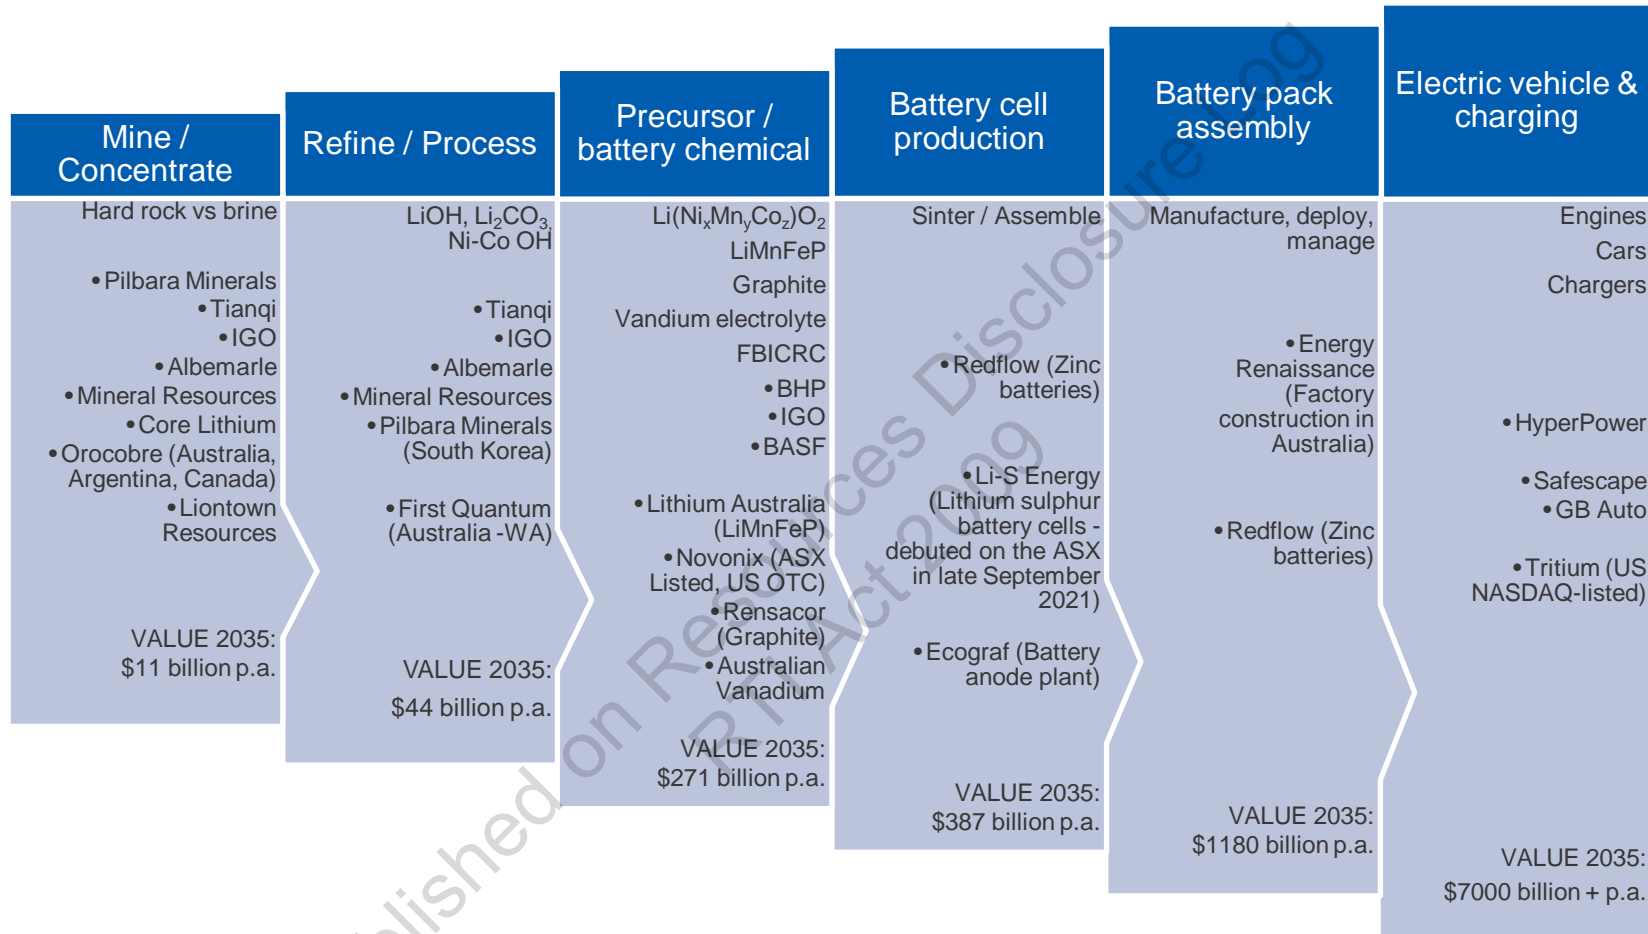 Mine /
Concentrate
Hard rock vs brine
•Pilbara Minerals
•Tianqi
•IGO
•Albemarle
•Mineral Resources
•Core Lithium
•Orocobre (Australia,
Argentina, Canada)
•Liontown
Resources
VALUE 2035:
$11 billion p.a.
Refine / Process
LiOH, Li₂CO₃,
Ni-Co OH
•Tianqi
•IGO
•Albemarle
•Mineral Resources
•Pilbara Minerals
(South Korea)
•First Quantum
(Australia -WA)
VALUE 2035:
$44 billion p.a.
Precursor /
battery chemical
Li(NiₓMnᵧCo_z)O₂
LiMnFeP
Graphite
Vandium electrolyte
FBICRC
•BHP
•IGO
•BASF
•Lithium Australia
(LiMnFeP)
•Novonix (ASX
Listed, US OTC)
•Rensacor
(Graphite)
•Australian
Vanadium
VALUE 2035:
$271 billion p.a.
Battery cell
production
Sinter / Assemble
•Redflow (Zinc
batteries)
•Li-S Energy
(Lithium sulphur
battery cells -
debuted on the ASX
in late September
2021)
•Ecograf (Battery
anode plant)
VALUE 2035:
$387 billion p.a.
Battery pack
assembly
Manufacture, deploy,
manage
•Energy
Renaissance
(Factory
construction in
Australia)
•Redflow (Zinc
batteries)
VALUE 2035:
$1180 billion p.a.
Electric vehicle &
charging
Engines
Cars
Chargers
•HyperPower
•Safescape
•GB Auto
•Tritium (US
NASDAQ-listed)
VALUE 2035:
$7000 billion + p.a.
on Resources Disclosure Log
RTI Act 2009